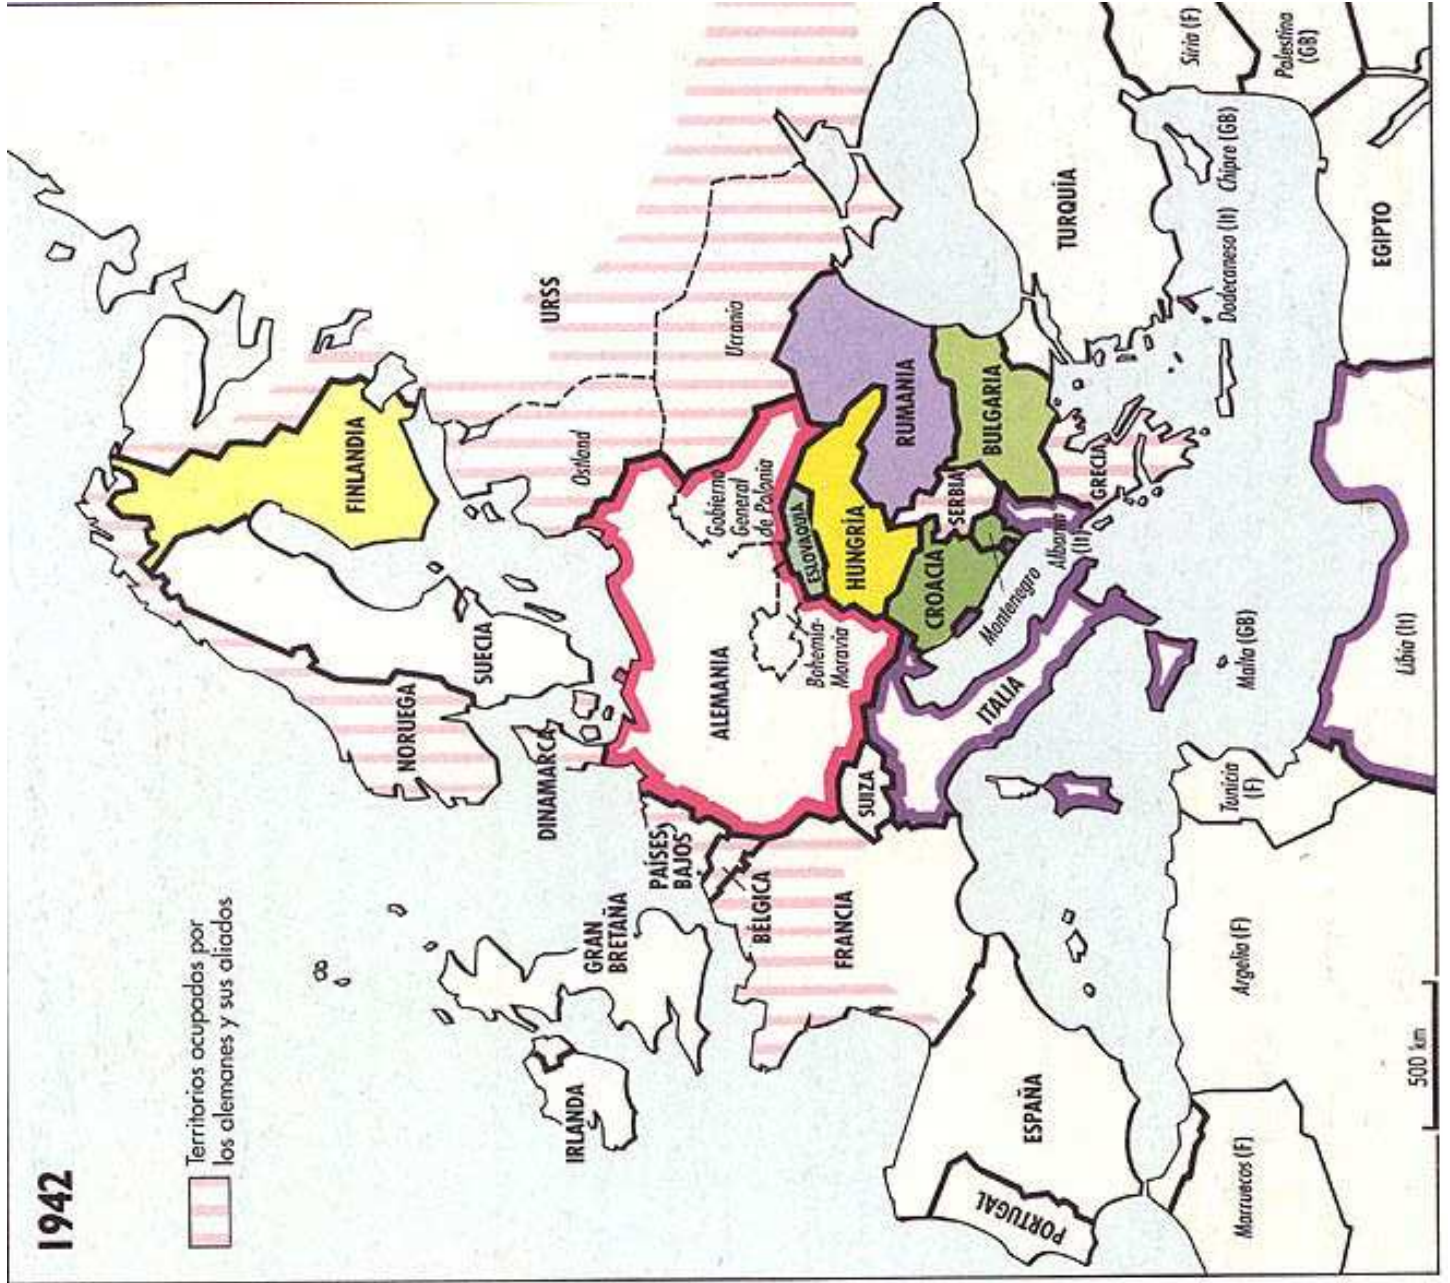 1942
Territorios ocupados por
los alemanes y sus aliados
FINLANDIA
NORUEGA
SUECIA
DINAMARCA
URSS
Ostland
Ucrania
IRLANDA
GRAN
BRETAÑA
PAÍSES
BAJOS
BÉLGICA
FRANCIA
ALEMANIA
Gobierno
General
de Polonia
Bohemia-
Moravia
ESLOVAQUIA
HUNGRÍA
RUMANIA
SUIZA
CROACIA
SERBIA
BULGARIA
Montenegro
Albania
(It)
GRECIA
ITALIA
TURQUÍA
PORTUGAL
ESPAÑA
Malta (GB)
Dodecaneso (It)
Chipre (GB)
Siria (F)
Palestina
(GB)
Marruecos (F)
Argelia (F)
Tunicia
(F)
Libia (It)
EGIPTO
500 km